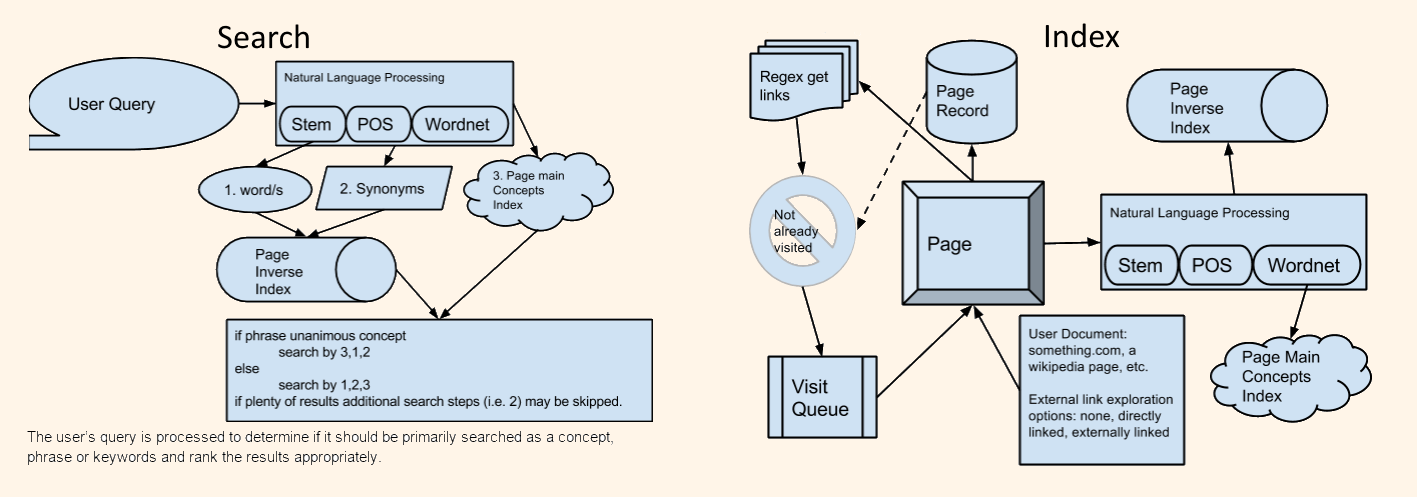 Search
User Query
Natural Language Processing
Stem
POS
Wordnet
1. word/s
2. Synonyms
3. Page main
Concepts
Index
Page
Inverse
Index
if phrase unanimous concept
search by 3,1,2
else
search by 1,2,3
if plenty of results additional search steps (i.e. 2) may be skipped.
The user's query is processed to determine if it should be primarily searched as a concept,
phrase or keywords and rank the results appropriately.
Index
Regex get
links
Page
Record
Page
Inverse
Index
Not
already
visited
Page
Natural Language Processing
Stem
POS
Wordnet
Visit
Queue
User Document:
something.com, a
wikipedia page, etc.
External link exploration
options: none, directly
linked, externally linked
Page Main
Concepts
Index